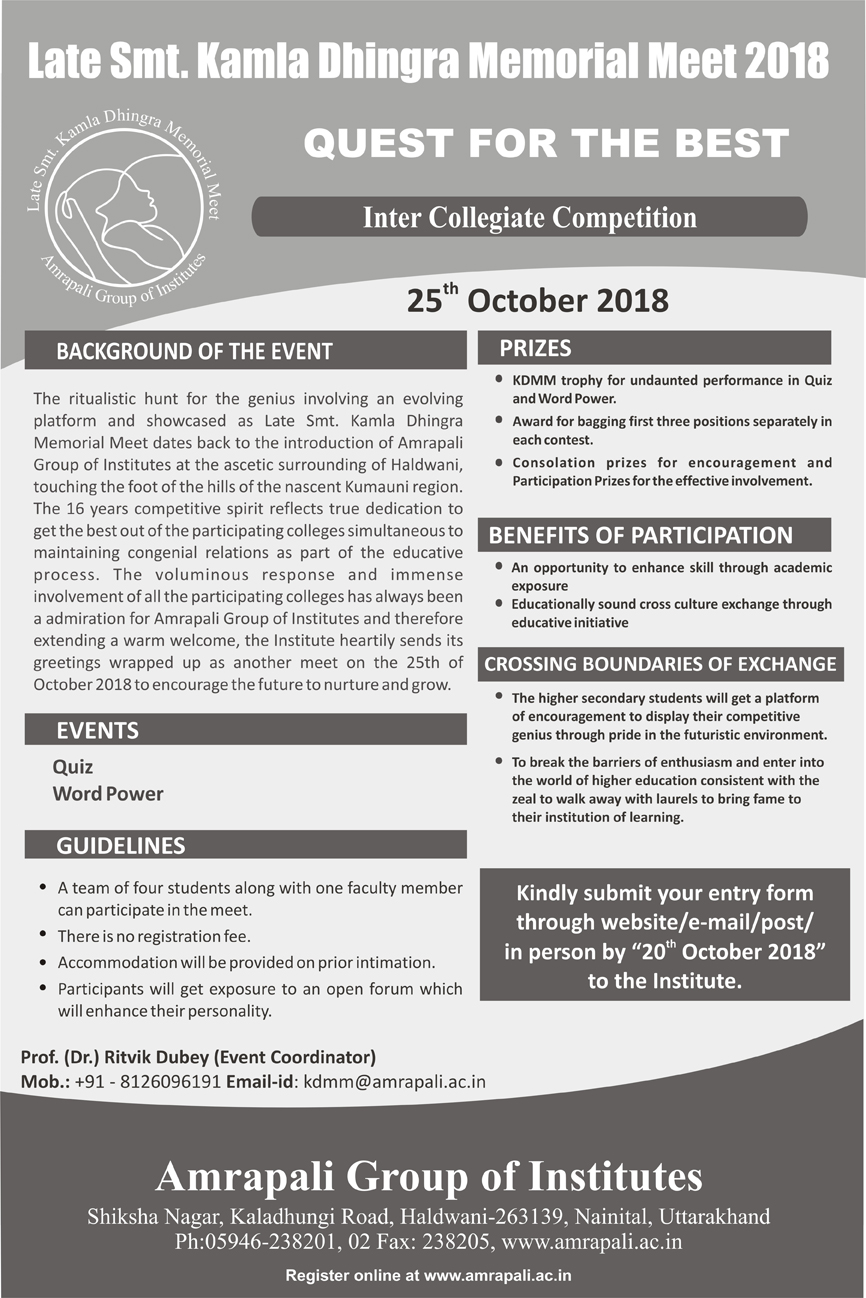 Late Smt. Kamla Dhingra Memorial Meet 2018
Late Smt. Kamla Dhingra Memorial Meet
Amrapali Group of Institutes
QUEST FOR THE BEST
Inter Collegiate Competition
25th October 2018
BACKGROUND OF THE EVENT
The ritualistic hunt for the genius involving an evolving
platform and showcased as Late Smt. Kamla Dhingra
Memorial Meet dates back to the introduction of Amrapali
Group of Institutes at the ascetic surrounding of Haldwani,
touching the foot of the hills of the nascent Kumauni region.
The 16 years competitive spirit reflects true dedication to
get the best out of the participating colleges simultaneous to
maintaining congenial relations as part of the educative
process. The voluminous response and immense
involvement of all the participating colleges has always been
a admiration for Amrapali Group of Institutes and therefore
extending a warm welcome, the Institute heartily sends its
greetings wrapped up as another meet on the 25th of
October 2018 to encourage the future to nurture and grow.
EVENTS
Quiz
Word Power
GUIDELINES
• A team of four students along with one faculty member
can participate in the meet.
• There is no registration fee.
• Accommodation will be provided on prior intimation.
• Participants will get exposure to an open forum which
will enhance their personality.
PRIZES
• KDMM trophy for undaunted performance in Quiz
and Word Power.
• Award for bagging first three positions separately in
each contest.
• Consolation prizes for encouragement and
Participation Prizes for the effective involvement.
BENEFITS OF PARTICIPATION
• An opportunity to enhance skill through academic
exposure
• Educationally sound cross culture exchange through
educative initiative
CROSSING BOUNDARIES OF EXCHANGE
• The higher secondary students will get a platform
of encouragement to display their competitive
genius through pride in the futuristic environment.
• To break the barriers of enthusiasm and enter into
the world of higher education consistent with the
zeal to walk away with laurels to bring fame to
their institution of learning.
Kindly submit your entry form
through website/e-mail/post/
in person by “20th October 2018”
to the Institute.
Prof. (Dr.) Ritvik Dubey (Event Coordinator)
Mob.: +91 - 8126096191 Email-id: kdmm@amrapali.ac.in
Amrapali Group of Institutes
Shiksha Nagar, Kaladhungi Road, Haldwani-263139, Nainital, Uttarakhand
Ph:05946-238201, 02 Fax: 238205, www.amrapali.ac.in
Register online at www.amrapali.ac.in